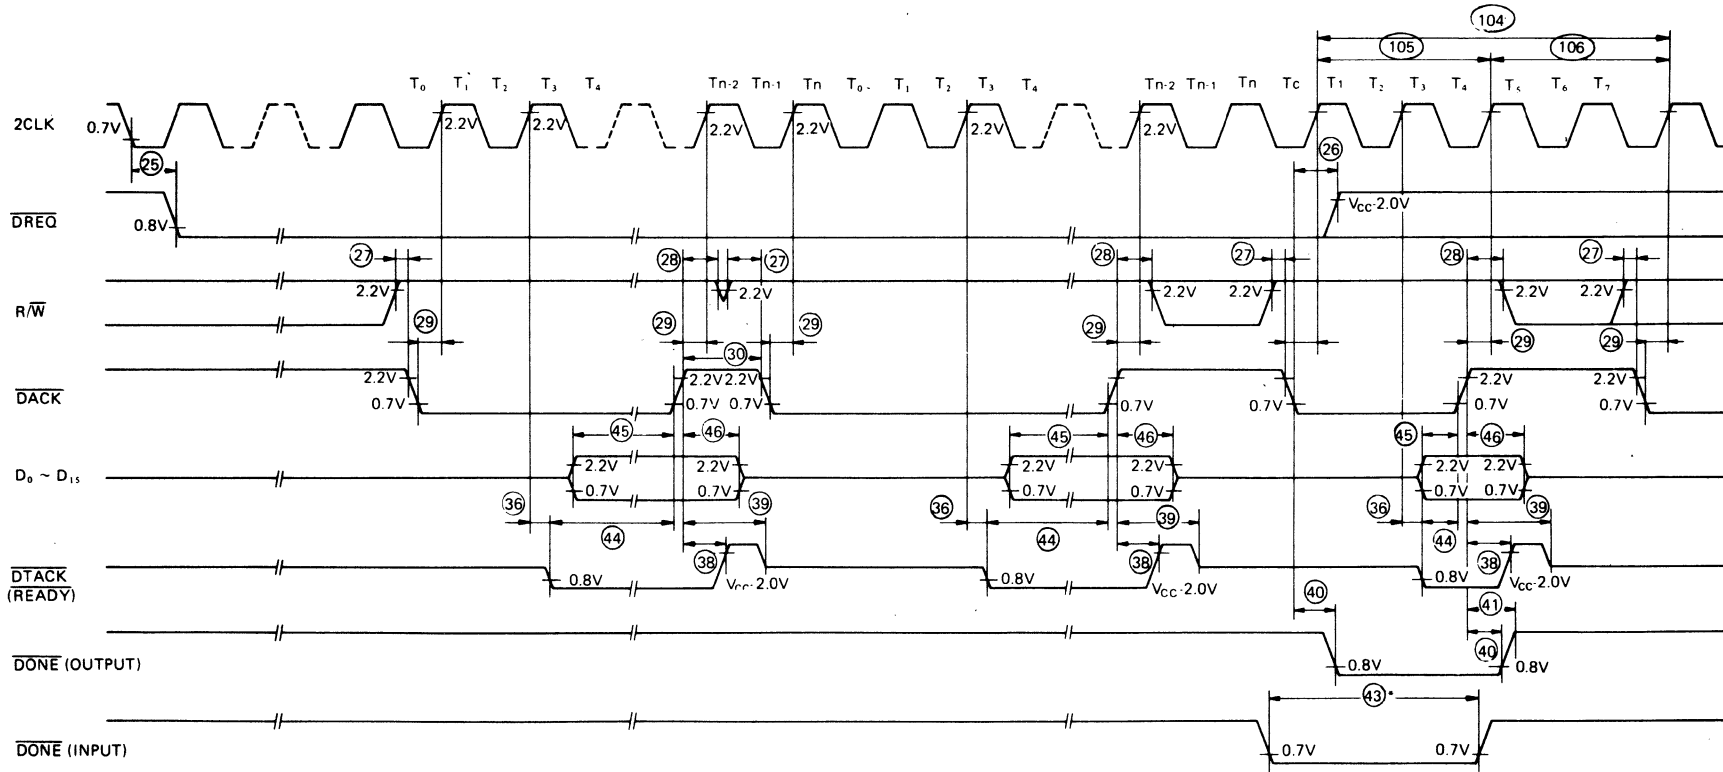 104
105 106
T₀ T₁ T₂ T₃ T₄ Tn-2 Tn-1 Tn T₀ T₁ T₂ T₃ T₄ Tn-2 Tn-1 Tn Tc T₁ T₂ T₃ T₄ T₅ T₆ T₇
2CLK 0.7V 2.2V 2.2V 2.2V 2.2V 2.2V 2.2V
25 26
D̅R̅E̅Q̅ 0.8V Vcc-2.0V
27 28 27 28 27 28 27
R/W̅ 2.2V 2.2V 2.2V 2.2V 2.2V 2.2V
29 29 29 29 29 29
30
D̅A̅C̅K̅ 2.2V 2.2V 2.2V 2.2V 2.2V
0.7V 0.7V 0.7V 0.7V 0.7V 0.7V 0.7V
45 46 45 46 45 46
D₀ ~ D₁₅ 2.2V 2.2V 2.2V 2.2V 2.2V 2.2V
0.7V 0.7V 0.7V 0.7V 0.7V 0.7V
36 39 36 39 36 39
44 44 44
38 38 38
D̅T̅A̅C̅K̅ 0.8V Vcc-2.0V 0.8V Vcc-2.0V 0.8V Vcc-2.0V
(READY)
40 41
40
D̅O̅N̅E̅ (OUTPUT) 0.8V 0.8V
43*
D̅O̅N̅E̅ (INPUT) 0.7V 0.7V